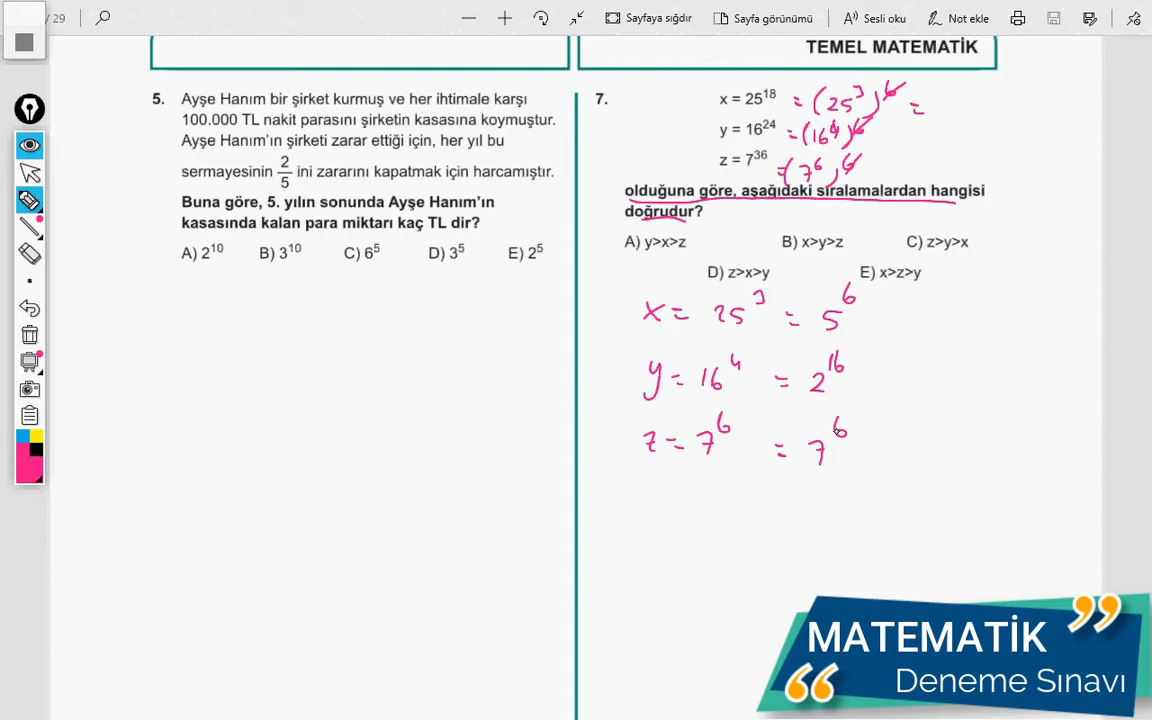 / 29
Sayfaya sığdır
Sayfa görünümü
Sesli oku
Not ekle
TEMEL MATEMATİK
5. Ayşe Hanım bir şirket kurmuş ve her ihtimale karşı
100.000 TL nakit parasını şirketin kasasına koymuştur.
Ayşe Hanım'ın şirketi zarar ettiği için, her yıl bu
sermayesinin 2/5 ini zararını kapatmak için harcamıştır.
Buna göre, 5. yılın sonunda Ayşe Hanım'ın
kasasında kalan para miktarı kaç TL dir?
A) 2^10 B) 3^10 C) 6^5 D) 3^5 E) 2^5
7. x = 25^18 = (25^3)^6 =
y = 16^24 = (16^4)^6
z = 7^36 = (7^6)^6
olduğuna göre, aşağıdaki sıralamalardan hangisi
doğrudur?
A) y>x>z B) x>y>z C) z>y>x
D) z>x>y E) x>z>y
x = 25^3 = 5^6
y = 16^4 = 2^16
z = 7^6 = 7^6
MATEMATİK
Deneme Sınavı